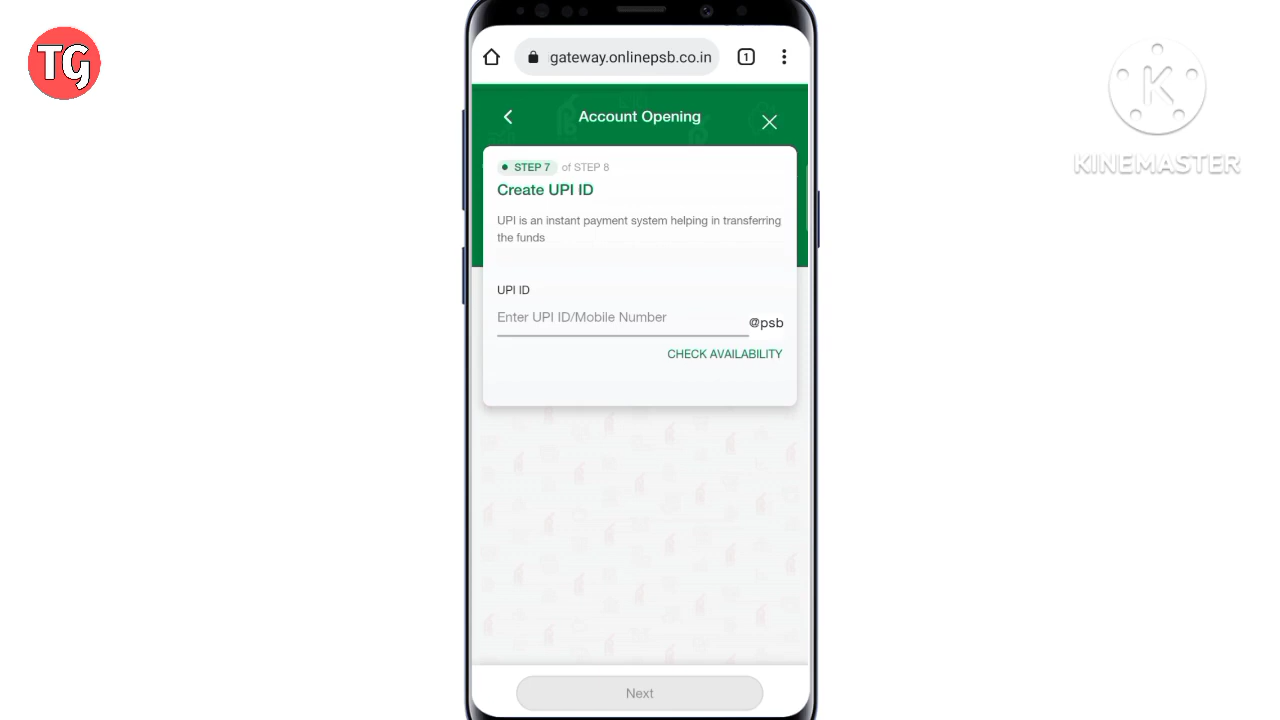 TG
gateway.onlinepsb.co.in
1
Account Opening
STEP 7 of STEP 8
Create UPI ID
UPI is an instant payment system helping in transferring
the funds
UPI ID
Enter UPI ID/Mobile Number
@psb
CHECK AVAILABILITY
Next
K
KINEMASTER